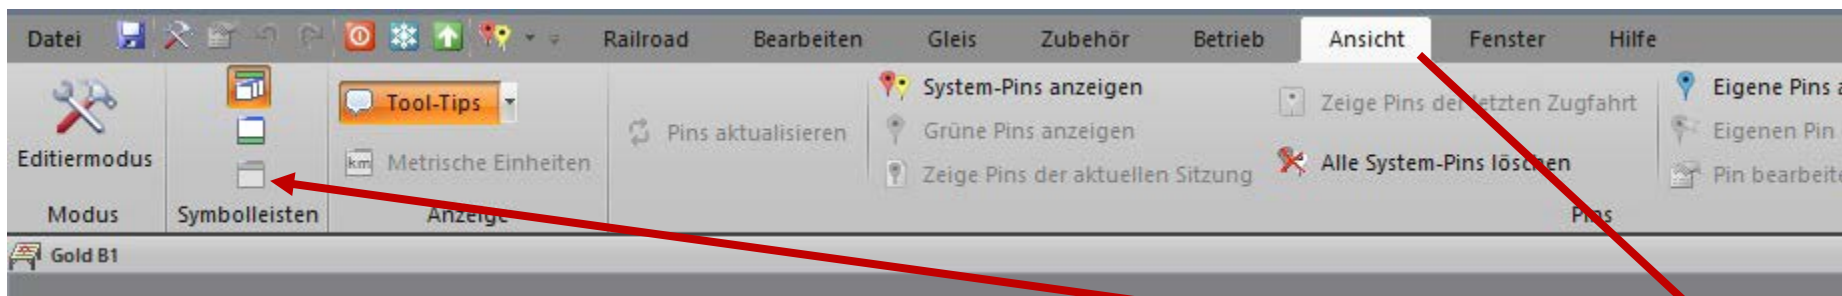 Datei Railroad Bearbeiten Gleis Zubehör Betrieb Ansicht Fenster Hilfe
Editiermodus
Modus
Symbolleisten
Tool-Tips
km Metrische Einheiten
Anzeige
Pins aktualisieren
System-Pins anzeigen
Grüne Pins anzeigen
Zeige Pins der aktuellen Sitzung
Zeige Pins der letzten Zugfahrt
Alle System-Pins löschen
Eigene Pins
Eigenen Pin
Pin
Pins
Gold B1